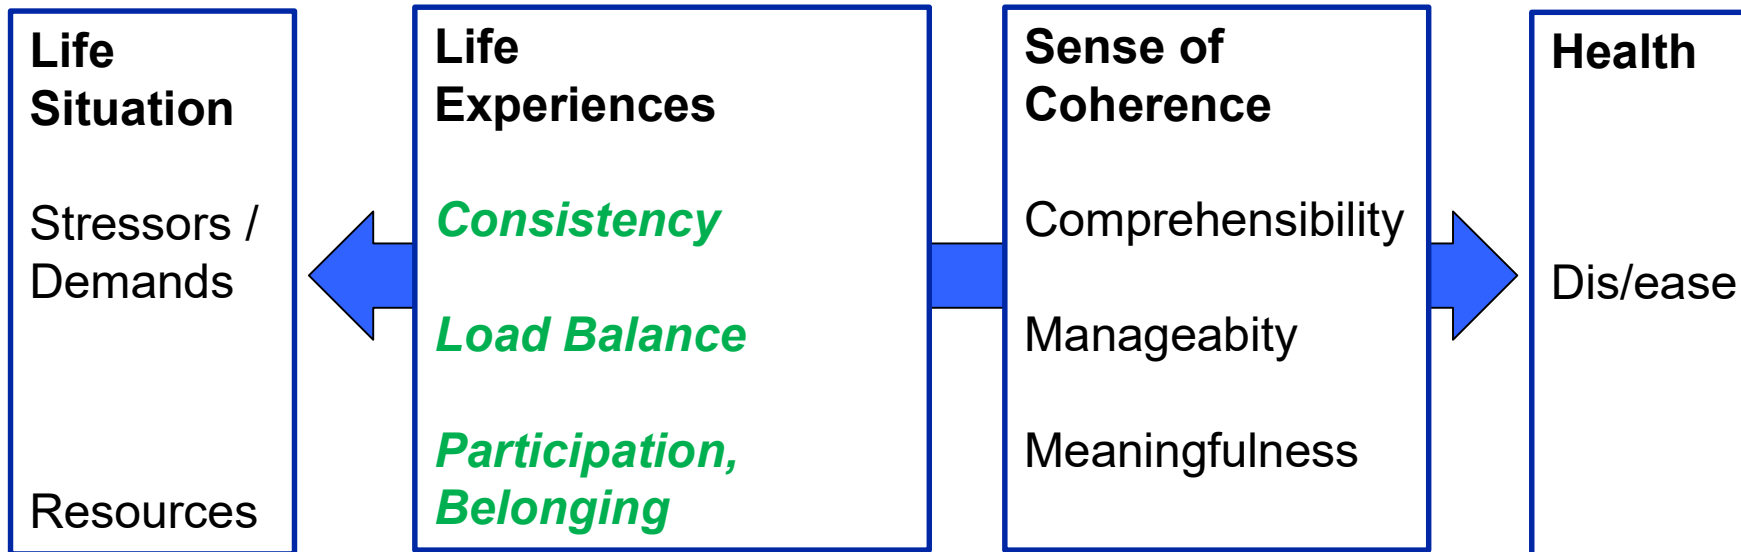 Life
Situation
Stressors /
Demands
Resources
Life
Experiences
Consistency
Load Balance
Participation,
Belonging
Sense of
Coherence
Comprehensibility
Manageabity
Meaningfulness
Health
Dis/ease